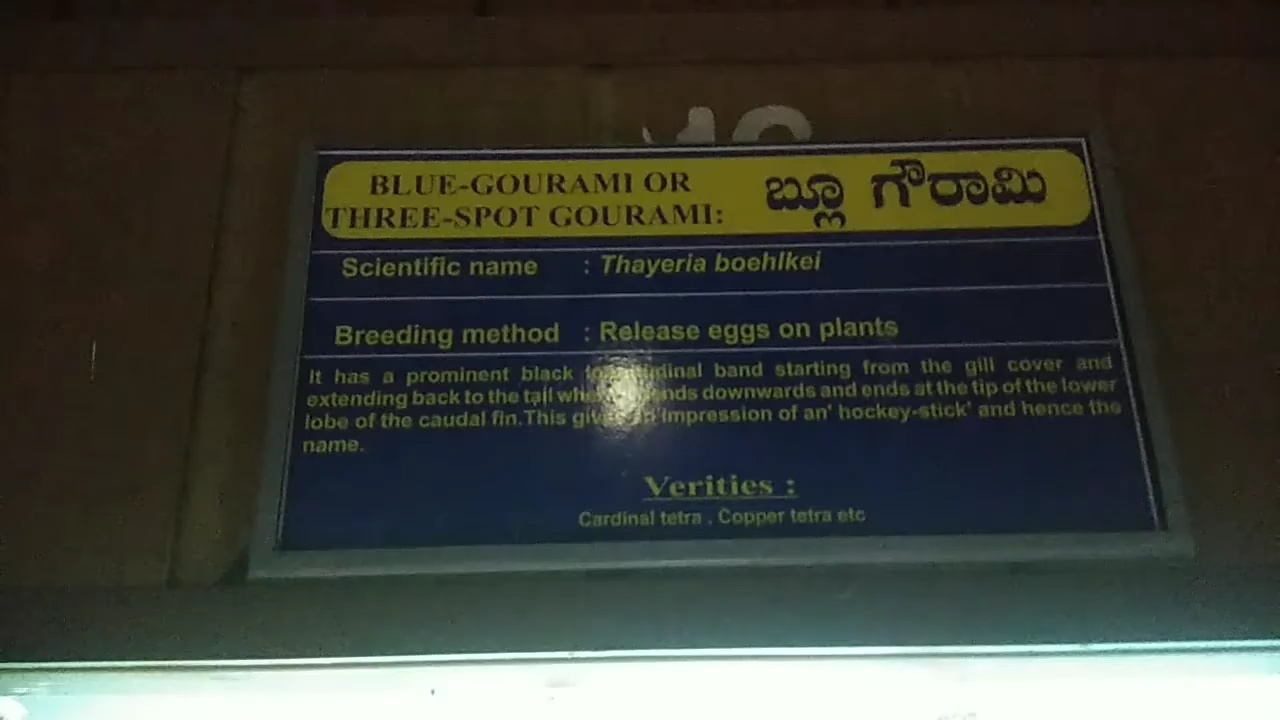 BLUE-GOURAMI OR
THREE-SPOT GOURAMI:
ಬ್ಲೂ ಗೌರಾಮಿ
Scientific name : Thayeria boehlkei
Breeding method : Release eggs on plants
It has a prominent black band starting from the gill cover and
extending back to the tail downwards and ends at the tip of the lower
lobe of the caudal fin.This impression of an' hockey-stick' and hence the
name.
Verities :
Cardinal tetra , Copper tetra etc